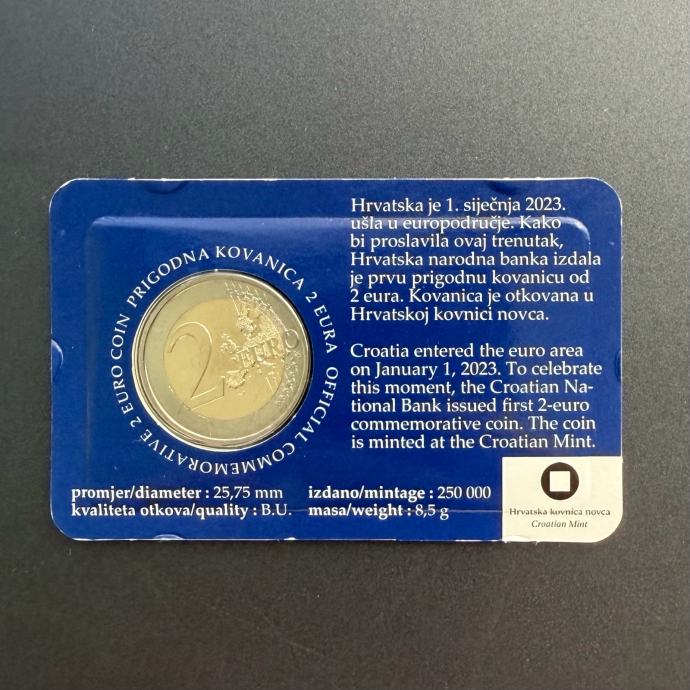 PRIGODNA KOVANICA 2 EURA OFFICIAL COMMEMORATIVE 2 EURO COIN
2 EURO
Hrvatska je 1. siječnja 2023.
ušla u europodručje. Kako
bi proslavila ovaj trenutak,
Hrvatska narodna banka izdala
je prvu prigodnu kovanicu od
2 eura. Kovanica je otkovana u
Hrvatskoj kovnici novca.
Croatia entered the euro area
on January 1, 2023. To celebrate
this moment, the Croatian Na-
tional Bank issued first 2-euro
commemorative coin. The coin
is minted at the Croatian Mint.
promjer/diameter : 25,75 mm izdano/mintage : 250 000
kvaliteta otkova/quality : B.U. masa/weight : 8,5 g
Hrvatska kovnica novca
Croatian Mint